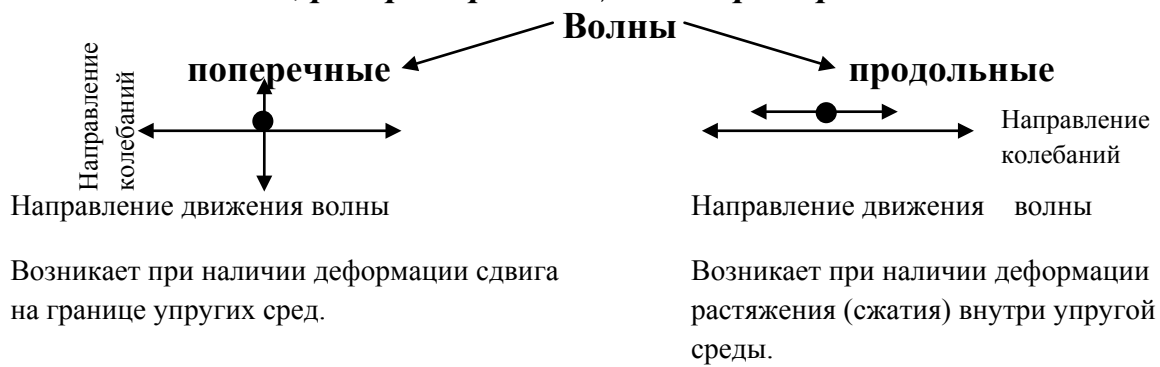 Волны
поперечные
продольные
Направление
колебаний
Направление
колебаний
Направление движения волны
Направление движения волны
Возникает при наличии деформации сдвига
на границе упругих сред.
Возникает при наличии деформации
растяжения (сжатия) внутри упругой
среды.